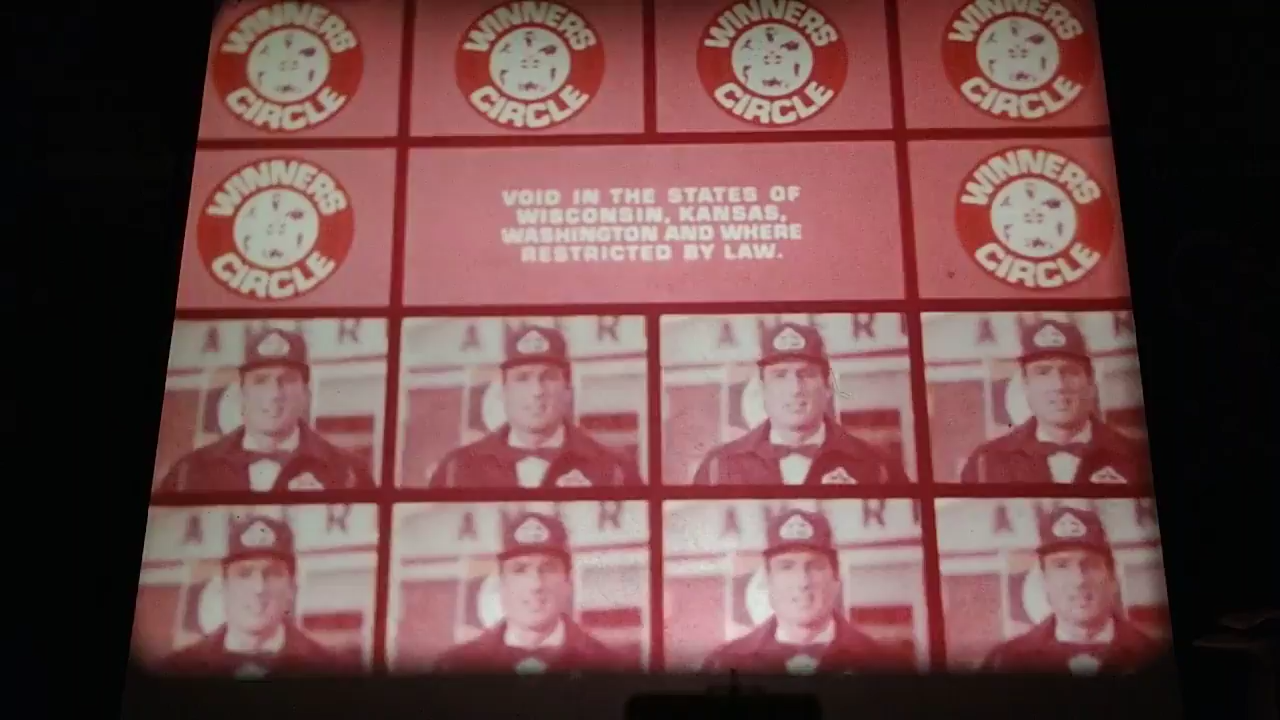 WINNERS CIRCLE
WINNERS CIRCLE
WINNERS CIRCLE
WINNERS CIRCLE
WINNERS CIRCLE
VOID IN THE STATES OF
WISCONSIN, KANSAS,
WASHINGTON AND WHERE
RESTRICTED BY LAW.
WINNERS CIRCLE
A M E R
A M E R
A M E R
A M E R
A M E R
A M E R
A M E R
A M E R